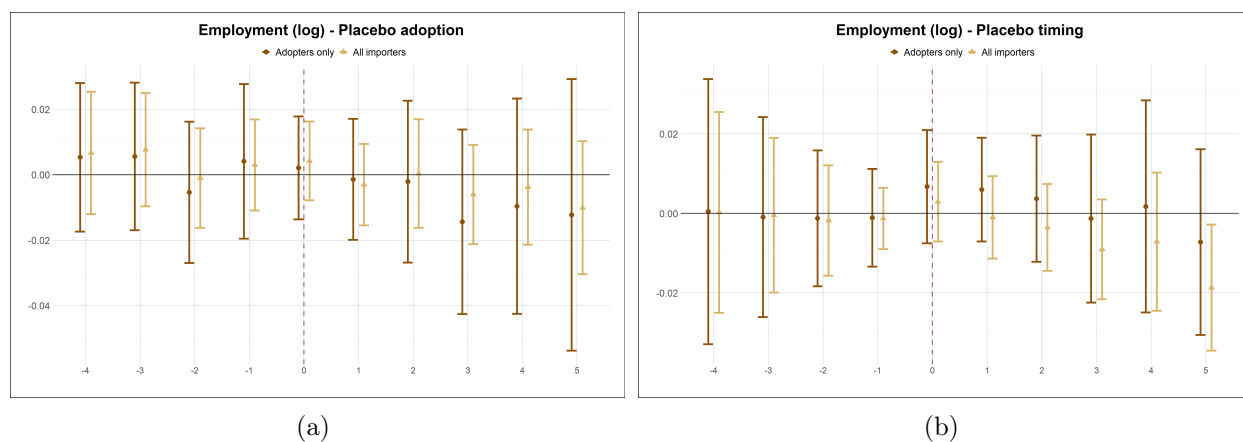 Employment (log) - Placebo adoption
Adopters only All importers
0.02
0.00
-0.02
-0.04
-4 -3 -2 -1 0 1 2 3 4 5
(a)
Employment (log) - Placebo timing
Adopters only All importers
0.02
0.00
-0.02
-4 -3 -2 -1 0 1 2 3 4 5
(b)